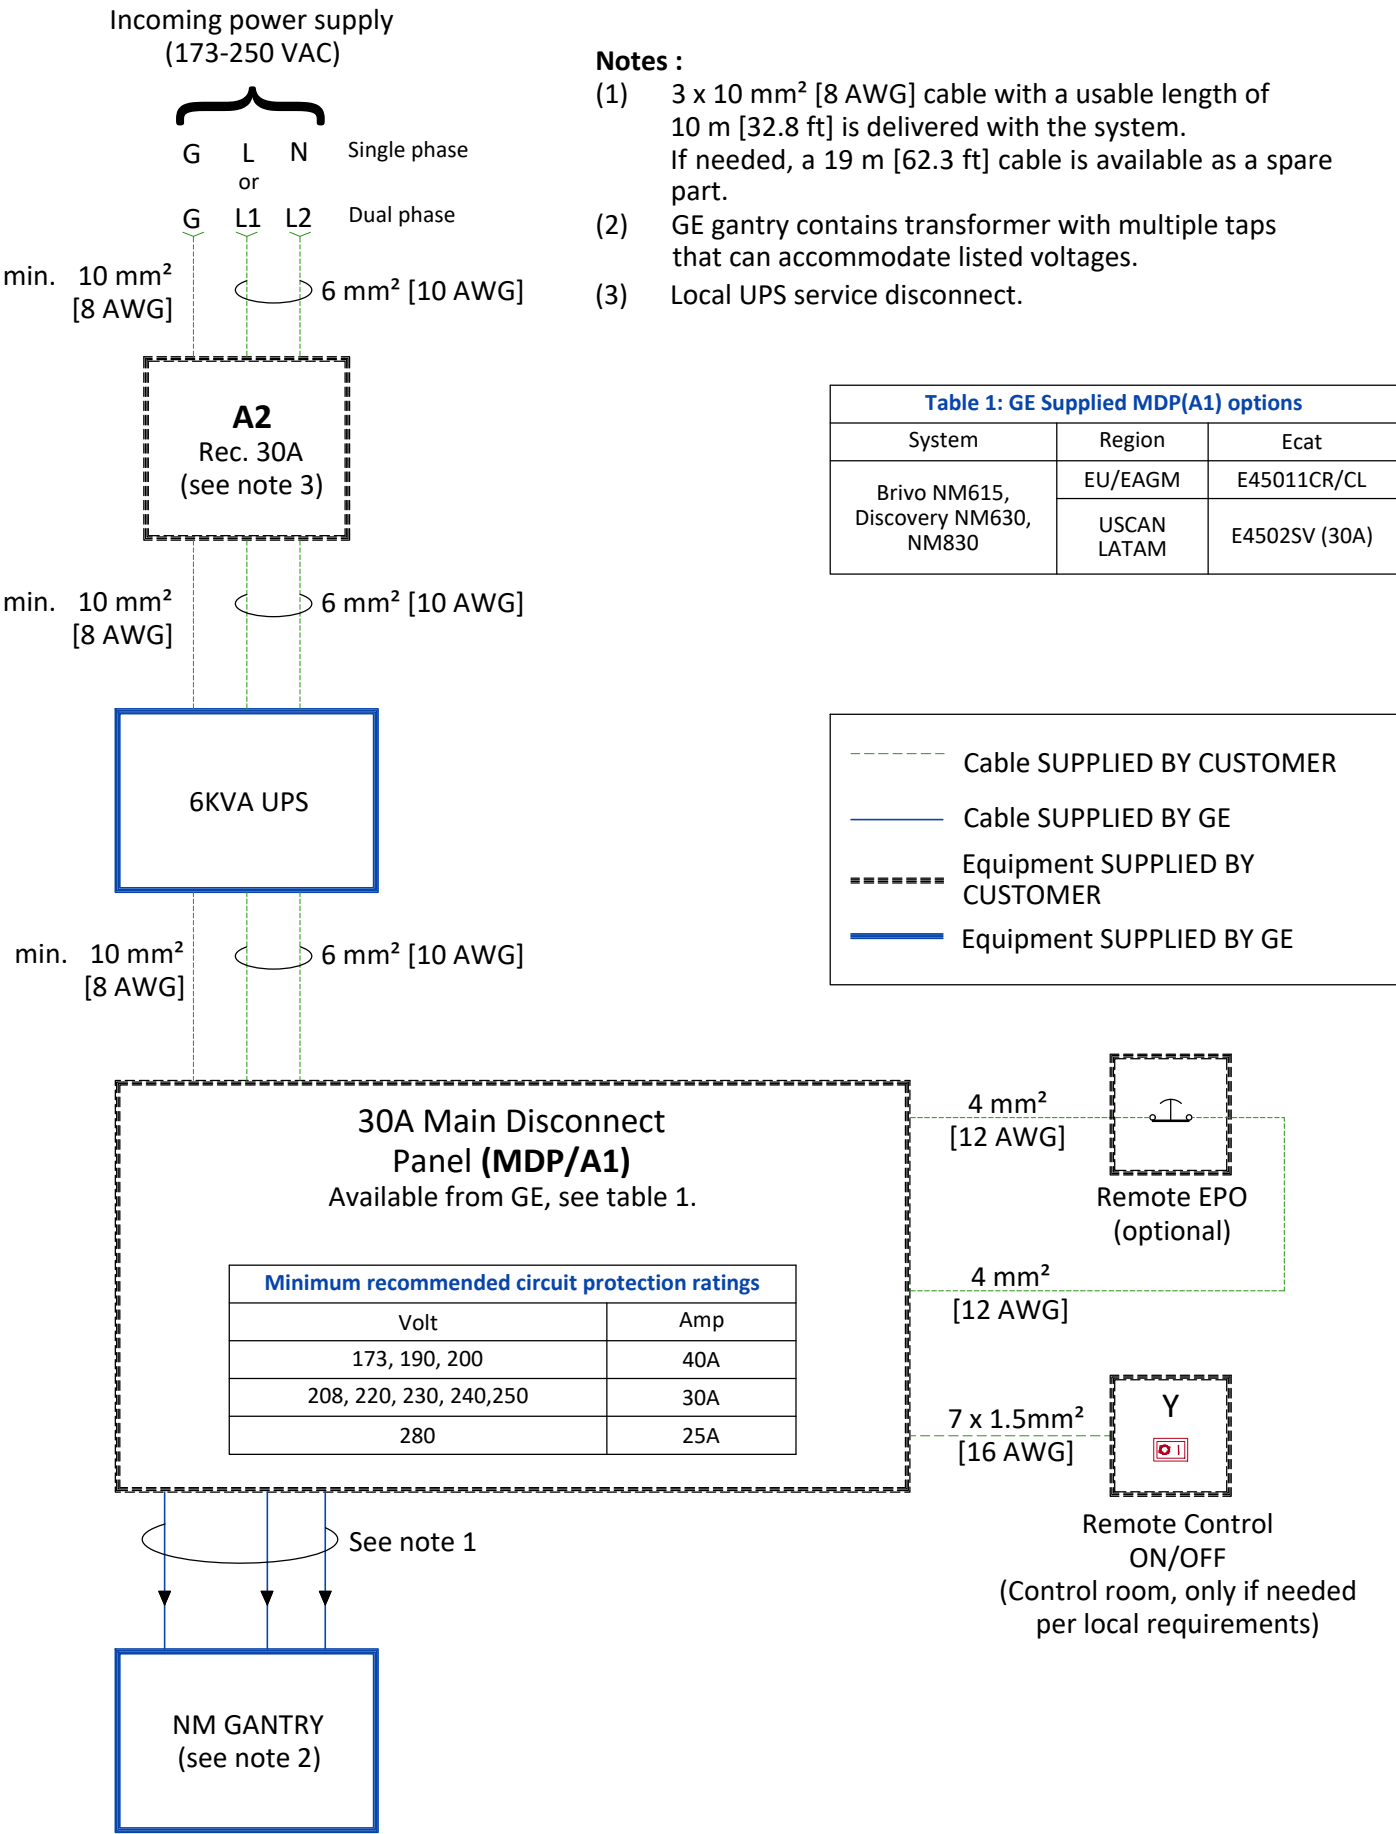 Incoming power supply
(173-250 VAC)
G L N Single phase
or
G L1 L2 Dual phase
min. 10 mm²
[8 AWG]
6 mm² [10 AWG]
Notes :
(1) 3 x 10 mm² [8 AWG] cable with a usable length of
10 m [32.8 ft] is delivered with the system.
If needed, a 19 m [62.3 ft] cable is available as a spare
part.
(2) GE gantry contains transformer with multiple taps
that can accommodate listed voltages.
(3) Local UPS service disconnect.
A2
Rec. 30A
(see note 3)
Table 1: GE Supplied MDP(A1) options
System Region Ecat
Brivo NM615,
Discovery NM630,
NM830
EU/EAGM E45011CR/CL
USCAN
LATAM
E4502SV (30A)
min. 10 mm²
[8 AWG]
6 mm² [10 AWG]
6KVA UPS
Cable SUPPLIED BY CUSTOMER
Cable SUPPLIED BY GE
Equipment SUPPLIED BY
CUSTOMER
Equipment SUPPLIED BY GE
min. 10 mm²
[8 AWG]
6 mm² [10 AWG]
30A Main Disconnect
Panel (MDP/A1)
Available from GE, see table 1.
Minimum recommended circuit protection ratings
Volt Amp
173, 190, 200 40A
208, 220, 230, 240,250 30A
280 25A
4 mm²
[12 AWG]
Remote EPO
(optional)
4 mm²
[12 AWG]
7 x 1.5mm²
[16 AWG]
Y
Remote Control
ON/OFF
(Control room, only if needed
per local requirements)
See note 1
NM GANTRY
(see note 2)